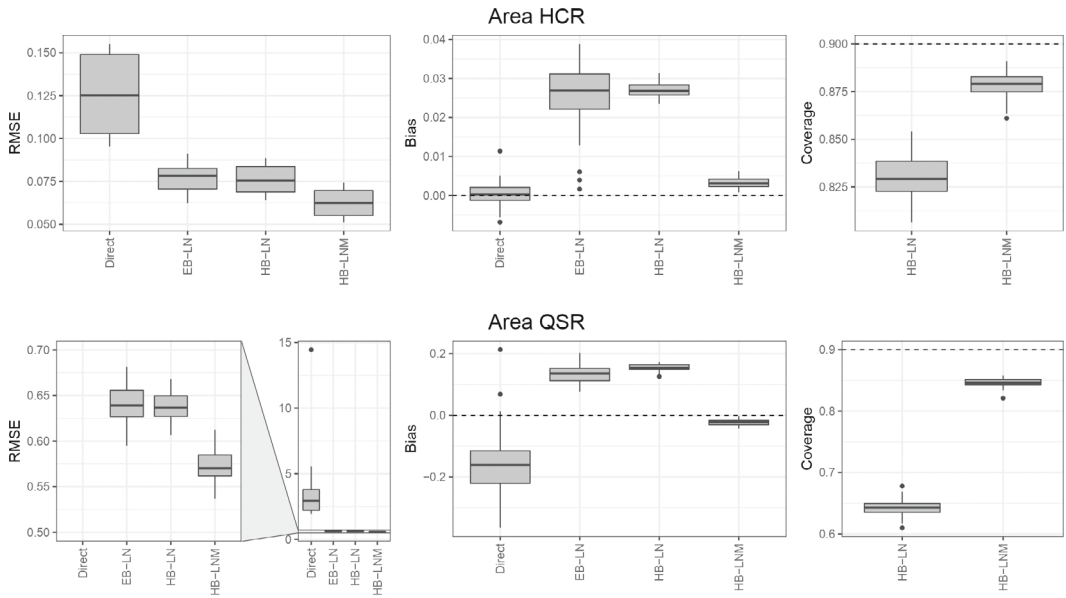 Area HCR
RMSE
0.150
0.125
0.100
0.075
0.050
Direct
EB−LN
HB−LN
HB−LNM
Bias
0.04
0.03
0.02
0.01
0.00
Direct
EB−LN
HB−LN
HB−LNM
Coverage
0.900
0.875
0.850
0.825
HB−LN
HB−LNM
Area QSR
RMSE
0.70
0.65
0.60
0.55
0.50
Direct
EB−LN
HB−LN
HB−LNM
15
10
5
0
Direct
EB−LN
HB−LN
HB−LNM
Bias
0.2
0.0
−0.2
Direct
EB−LN
HB−LN
HB−LNM
Coverage
0.9
0.8
0.7
0.6
HB−LN
HB−LNM